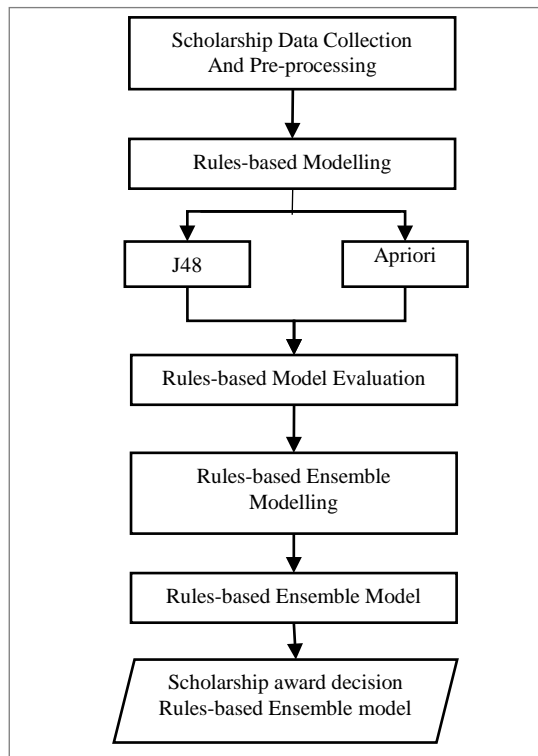 Scholarship Data Collection
And Pre-processing
Rules-based Modelling
J48
Apriori
Rules-based Model Evaluation
Rules-based Ensemble
Modelling
Rules-based Ensemble Model
Scholarship award decision
Rules-based Ensemble model